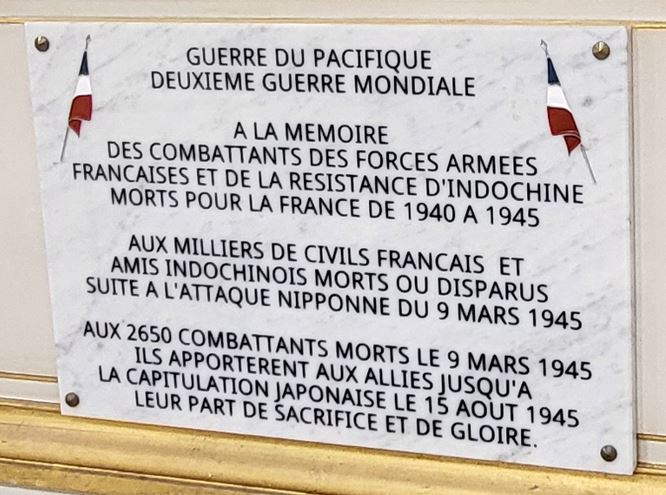 GUERRE DU PACIFIQUE
DEUXIEME GUERRE MONDIALE
A LA MEMOIRE
DES COMBATTANTS DES FORCES ARMEES
FRANCAISES ET DE LA RESISTANCE D'INDOCHINE
MORTS POUR LA FRANCE DE 1940 A 1945
AUX MILLIERS DE CIVILS FRANCAIS ET
AMIS INDOCHINOIS MORTS OU DISPARUS
SUITE A L'ATTAQUE NIPPONNE DU 9 MARS 1945
AUX 2650 COMBATTANTS MORTS LE 9 MARS 1945
ILS APPORTERENT AUX ALLIES JUSQU'A
LA CAPITULATION JAPONAISE LE 15 AOUT 1945
LEUR PART DE SACRIFICE ET DE GLOIRE.